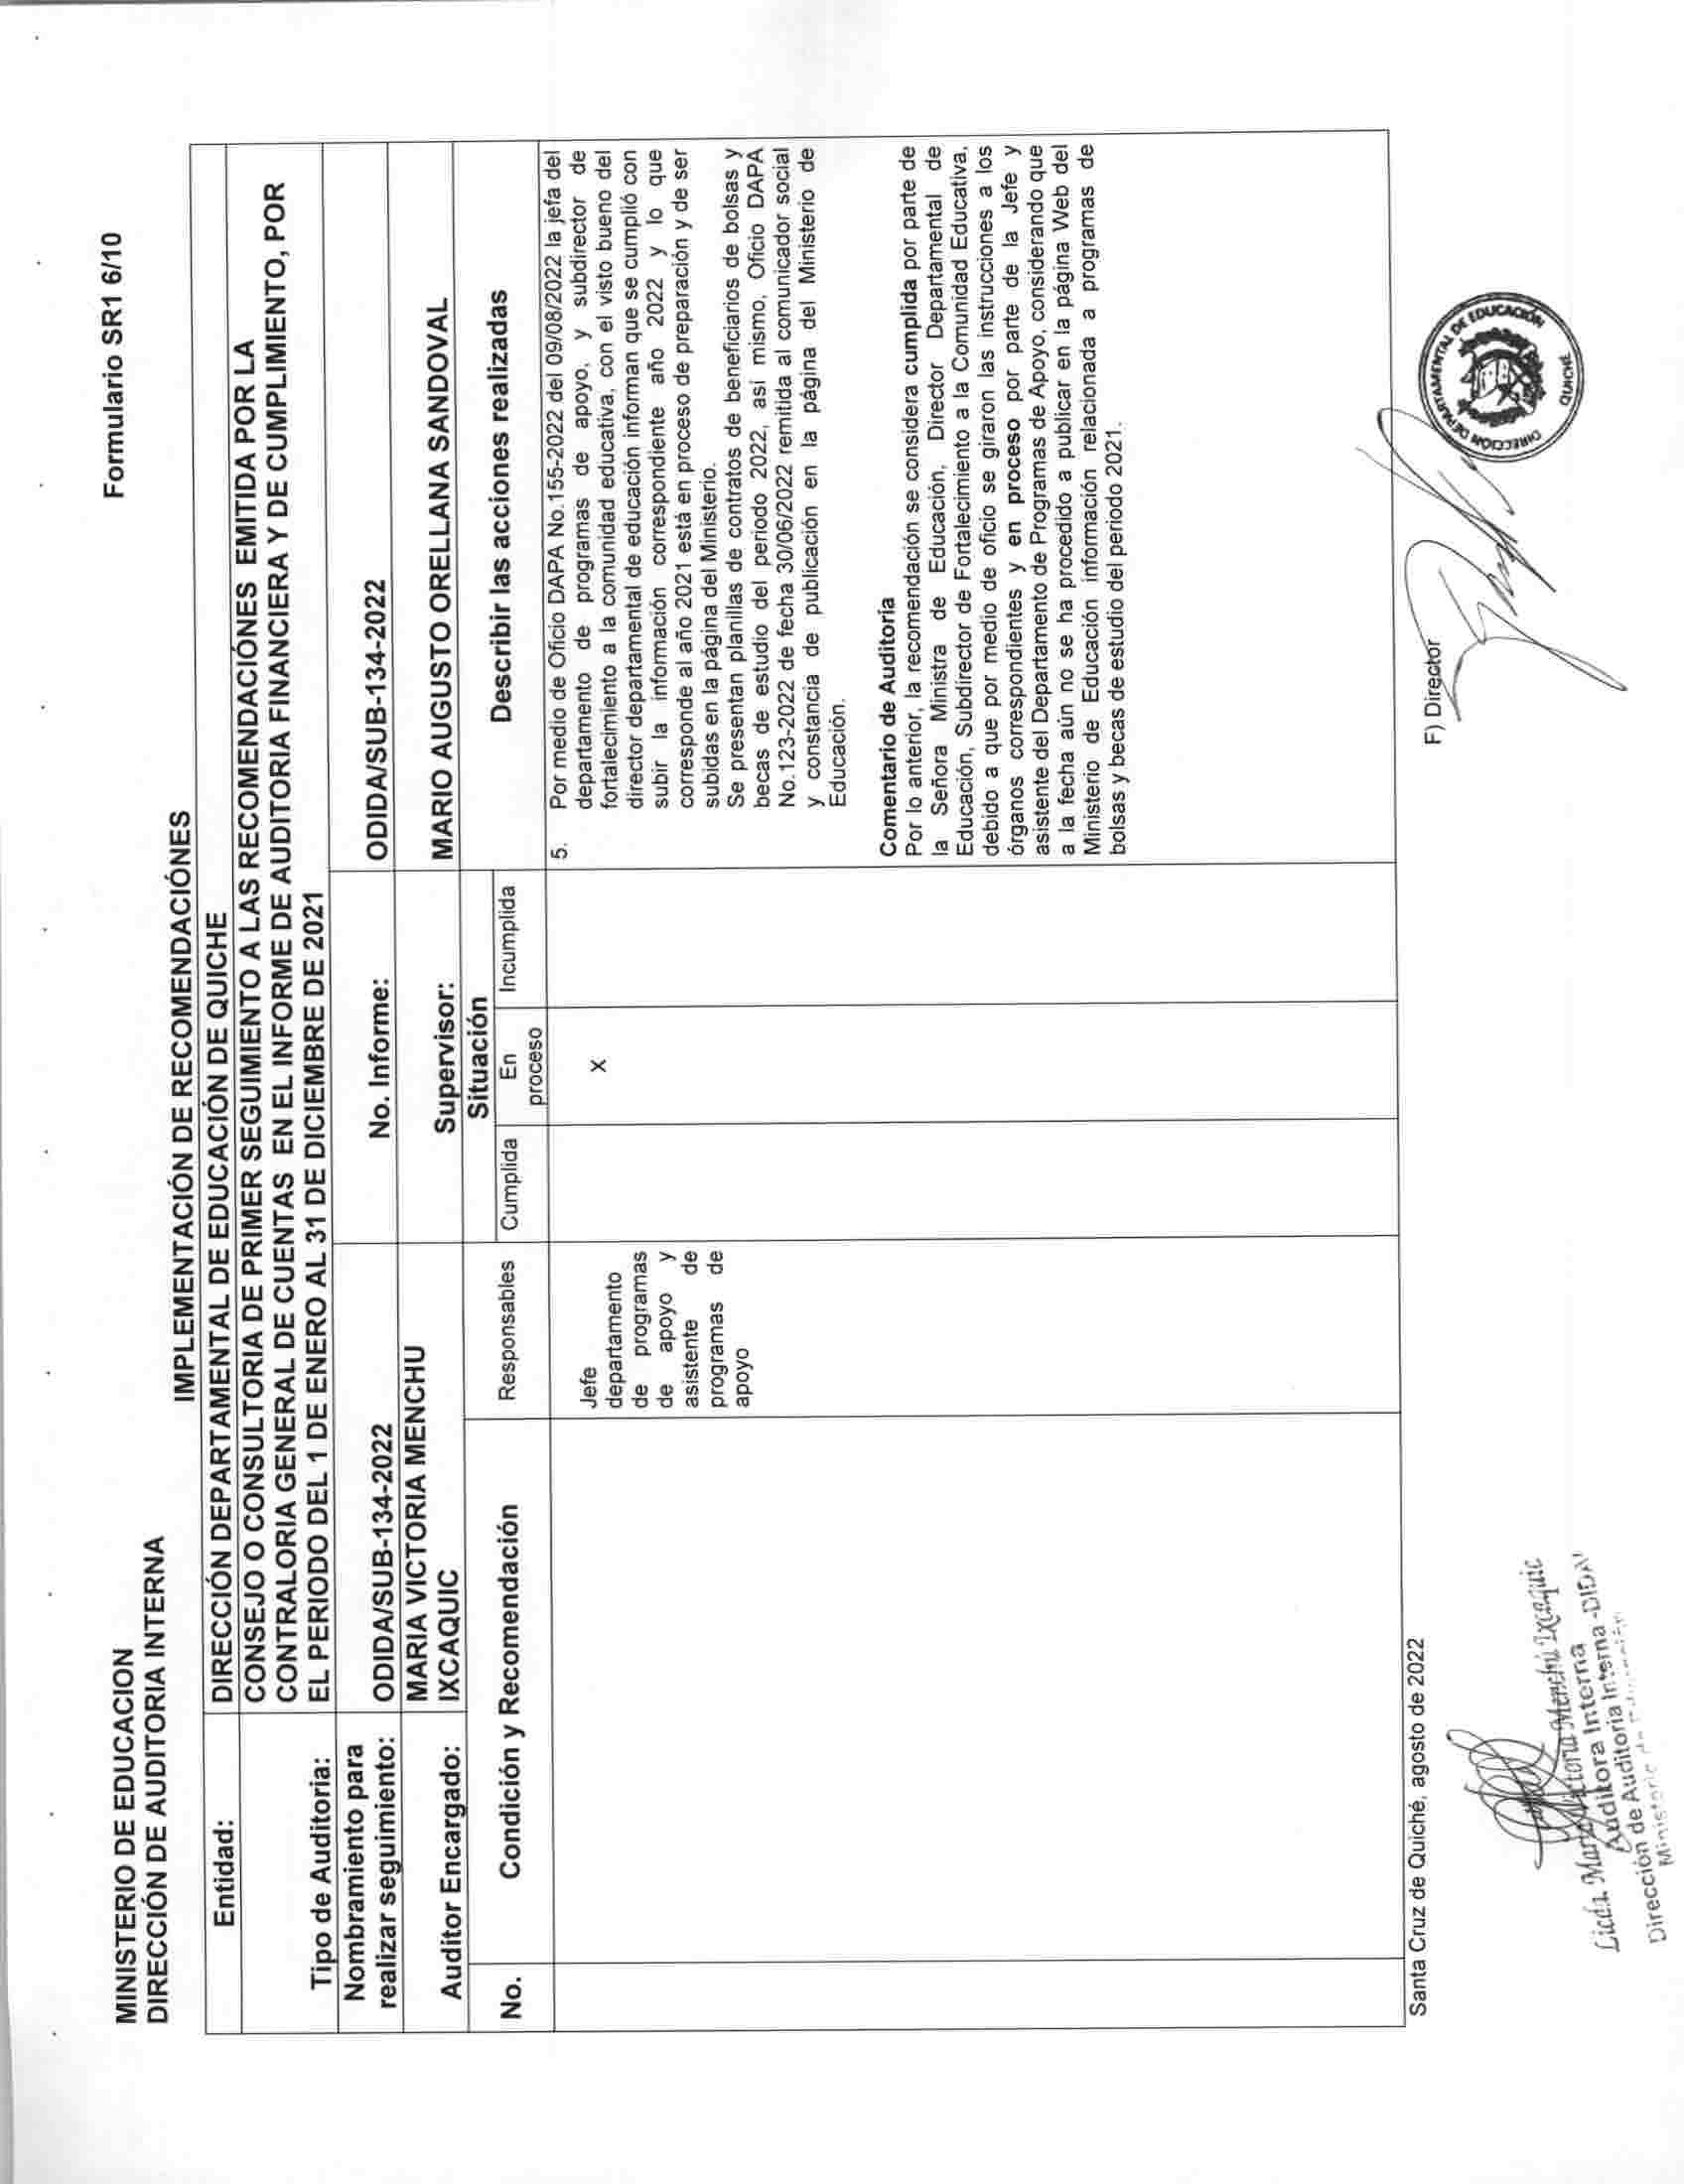 Formulario SR1 6/10
MINISTERIO DE EDUCACION
DIRECCIÓN DE AUDITORIA INTERNA
IMPLEMENTACIÓN DE RECOMENDACIÓNES
Entidad:
DIRECCIÓN DEPARTAMENTAL DE EDUCACIÓN DE QUICHE
Tipo de Auditoria:
CONSEJO O CONSULTORIA DE PRIMER SEGUIMIENTO A LAS RECOMENDACIÓNES EMITIDA POR LA
CONTRALORIA GENERAL DE CUENTAS EN EL INFORME DE AUDITORIA FINANCIERA Y DE CUMPLIMIENTO, POR
EL PERIODO DEL 1 DE ENERO AL 31 DE DICIEMBRE DE 2021
Nombramiento para
realizar seguimiento:
ODIDA/SUB-134-2022
No. Informe:
ODIDA/SUB-134-2022
Auditor Encargado:
MARIA VICTORIA MENCHU
IXCAQUIC
Supervisor:
MARIO AUGUSTO ORELLANA SANDOVAL
No.
Condición y Recomendación
Responsables
Situación
Cumplida
En
proceso
Incumplida
Describir las acciones realizadas
Jefe
departamento
de programas
de apoyo y
asistente de
programas de
apoyo
X
5. Por medio de Oficio DAPA No.155-2022 del 09/08/2022 la jefa del
departamento de programas de apoyo, y subdirector de
fortalecimiento a la comunidad educativa, con el visto bueno del
director departamental de educación informan que se cumplió con
subir la información correspondiente año 2022 y lo que
corresponde al año 2021 está en proceso de preparación y de ser
subidas en la página del Ministerio.
Se presentan planillas de contratos de beneficiarios de bolsas y
becas de estudio del periodo 2022, así mismo, Oficio DAPA
No.123-2022 de fecha 30/06/2022 remitida al comunicador social
y constancia de publicación en la página del Ministerio de
Educación.
Comentario de Auditoría
Por lo anterior, la recomendación se considera cumplida por parte de
la Señora Ministra de Educación, Director Departamental de
Educación, Subdirector de Fortalecimiento a la Comunidad Educativa,
debido a que por medio de oficio se giraron las instrucciones a los
órganos correspondientes y en proceso por parte de la Jefe y
asistente del Departamento de Programas de Apoyo, considerando que
a la fecha aún no se ha procedido a publicar en la página Web del
Ministerio de Educación información relacionada a programas de
bolsas y becas de estudio del periodo 2021.
Santa Cruz de Quiché, agosto de 2022
F) Director
DIRECCIÓN DEPARTAMENTAL DE EDUCACIÓN
QUICHÉ
Licda. María Victoria Menchú Ixcaquic
Auditora Interna
Dirección de Auditoria Interna -DIDAI